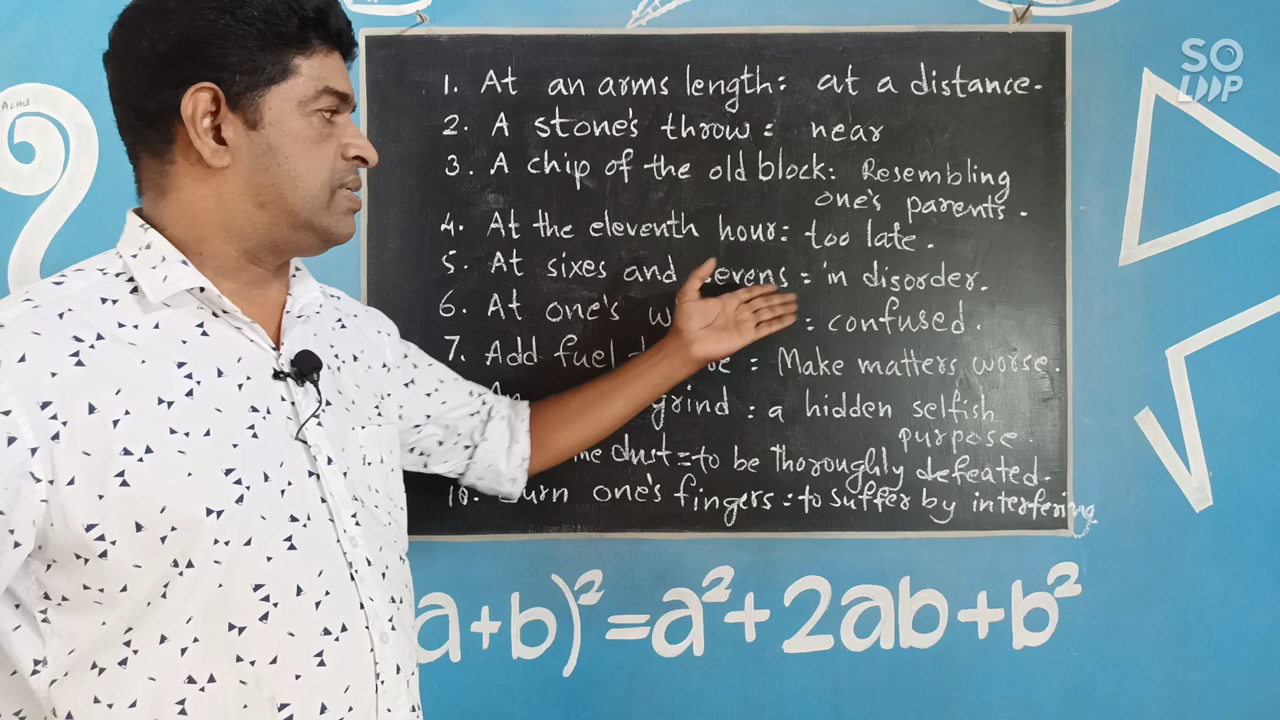 ACHU
SO
LOOP
1. At an arms length: at a distance.
2. A stone's throw: near
3. A chip of the old block: Resembling
one's parents.
4. At the eleventh hour: too late.
5. At sixes and sevens: in disorder.
6. At one's : confused.
7. Add fuel : Make matters worse.
grind: a hidden selfish
purpose.
the dust = to be thoroughly defeated.
10. Burn one's fingers: to suffer by interfering
a+b)² = a² + 2ab + b²